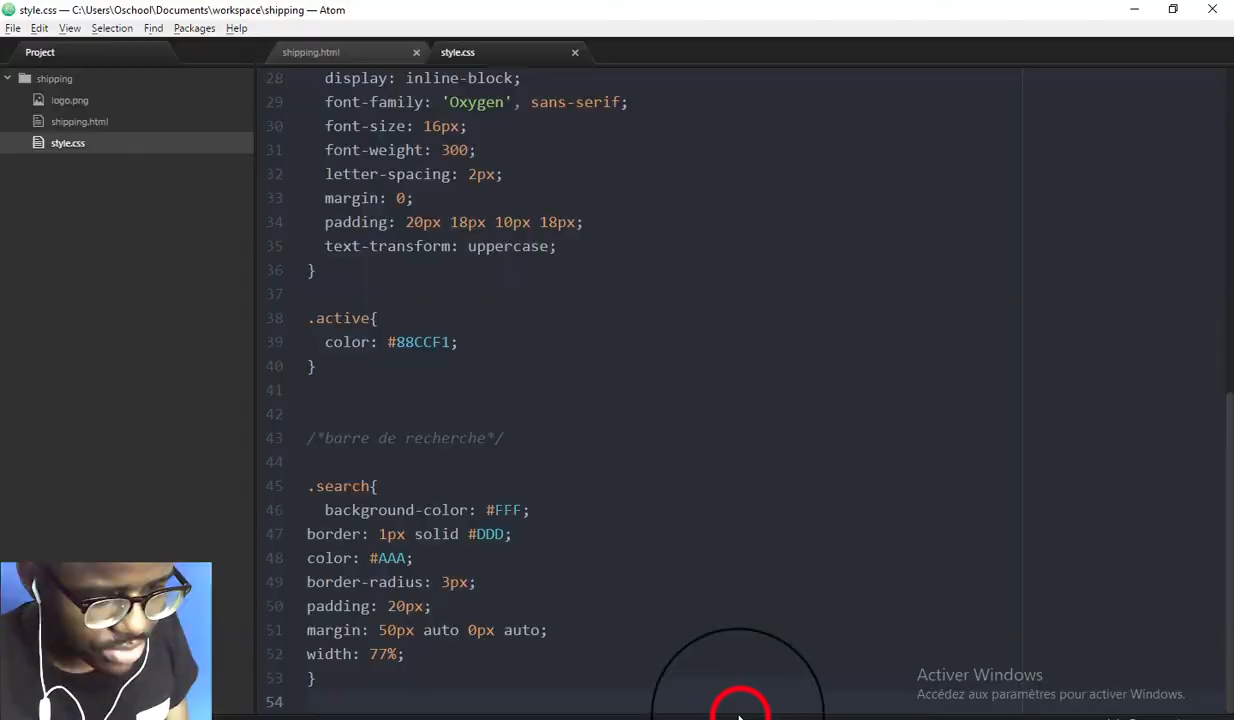 style.css — C:\Users\Oschool\Documents\workspace\shipping — Atom
File Edit View Selection Find Packages Help
Project
shipping.html
style.css
shipping
logo.png
shipping.html
style.css
28 display: inline-block;
29 font-family: 'Oxygen', sans-serif;
30 font-size: 16px;
31 font-weight: 300;
32 letter-spacing: 2px;
33 margin: 0;
34 padding: 20px 18px 10px 18px;
35 text-transform: uppercase;
36 }
37
38 .active{
39 color: #88CCF1;
40 }
41
42
43 /*barre de recherche*/
44
45 .search{
46 background-color: #FFF;
47 border: 1px solid #DDD;
48 color: #AAA;
49 border-radius: 3px;
50 padding: 20px;
51 margin: 50px auto 0px auto;
52 width: 77%;
53 }
54
Activer Windows
Accédez aux paramètres pour activer Windows.